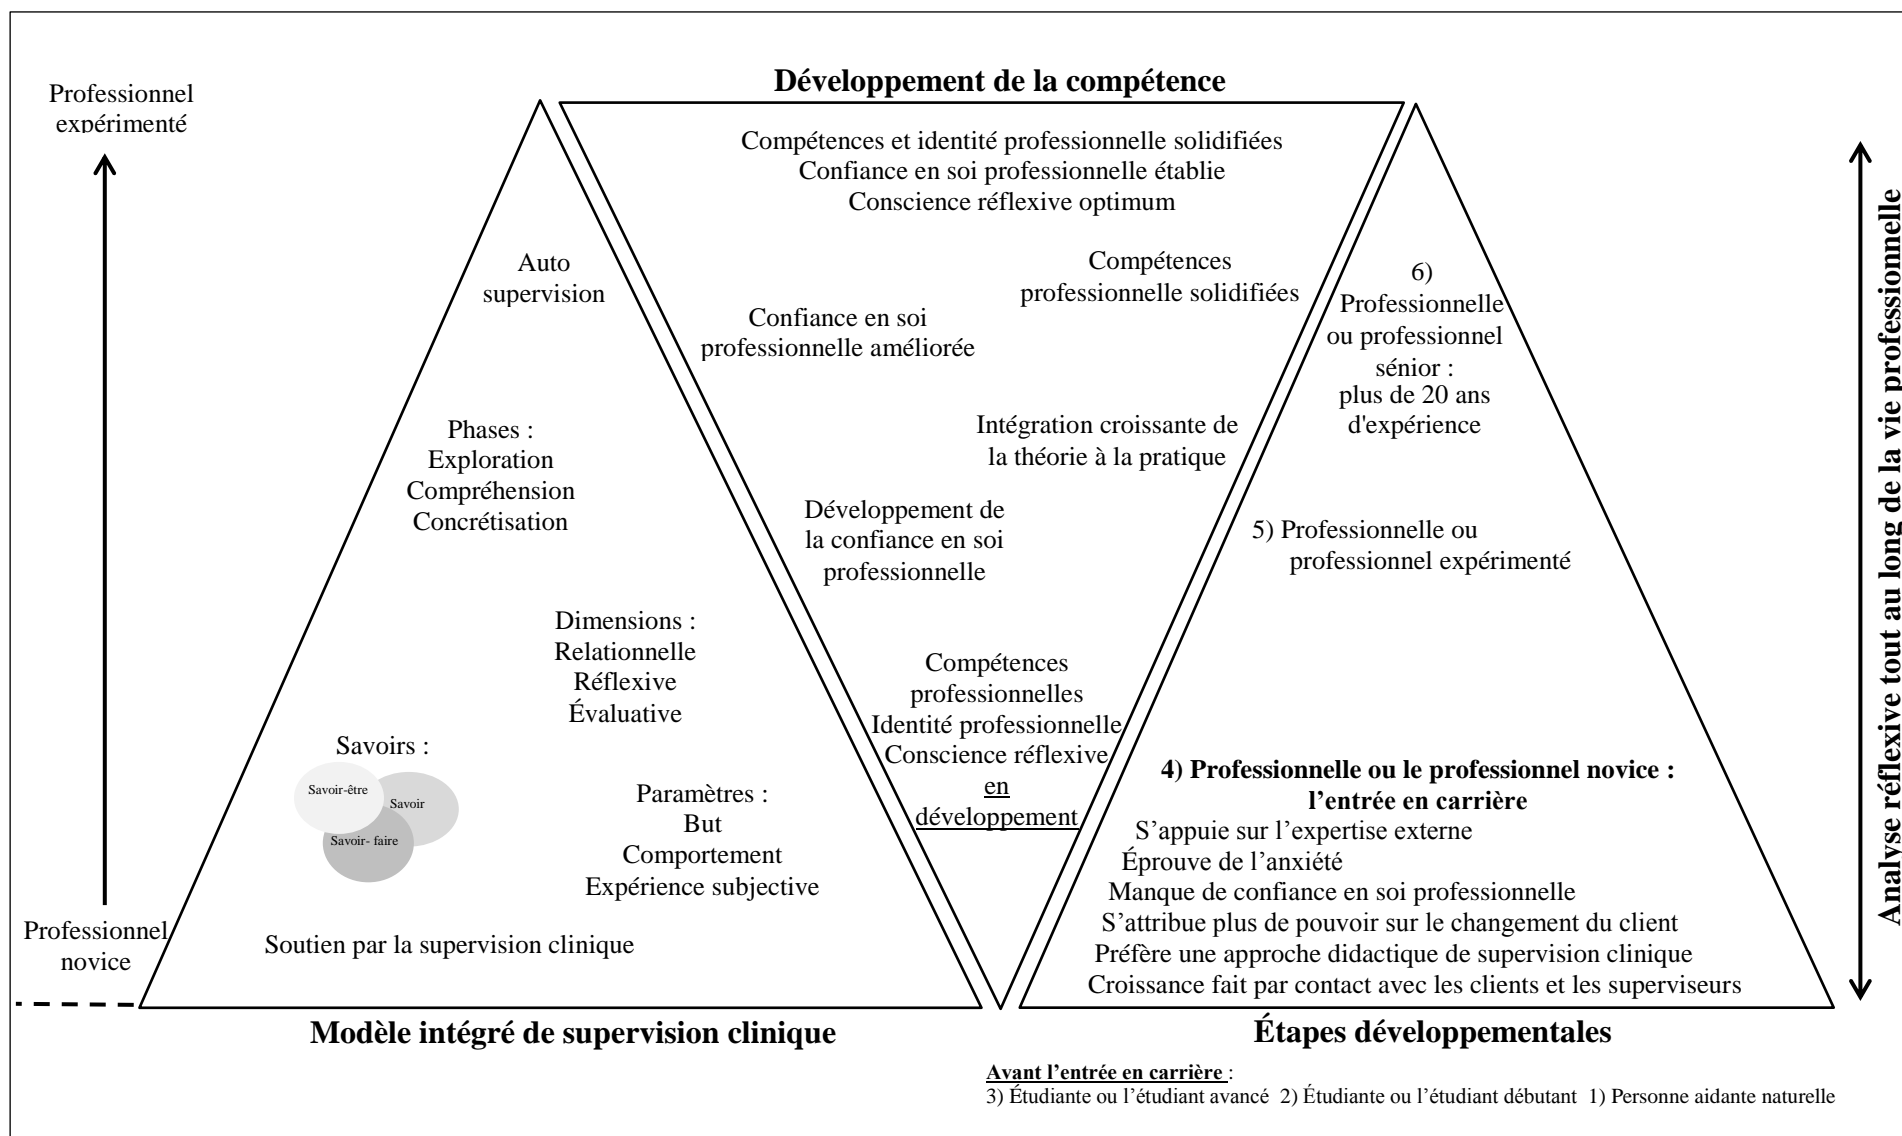 Développement de la compétence
Professionnel
expérimenté
Compétences et identité professionnelle solidifiées
Confiance en soi professionnelle établie
Conscience réflexive optimum
Auto
supervision
Compétences
professionnelle solidifiées
Confiance en soi
professionnelle améliorée
6)
Professionnelle
ou professionnel
sénior :
plus de 20 ans
d'expérience
Phases :
Exploration
Compréhension
Concrétisation
Intégration croissante de
la théorie à la pratique
Développement de
la confiance en soi
professionnelle
5) Professionnelle ou
professionnel expérimenté
Dimensions :
Relationnelle
Réflexive
Évaluative
Compétences
professionnelles
Identité professionnelle
Conscience réflexive
en
développement
Savoirs :
Savoir-être
Savoir
Savoir- faire
Paramètres :
But
Comportement
Expérience subjective
4) Professionnelle ou le professionnel novice :
l’entrée en carrière
S’appuie sur l’expertise externe
Éprouve de l’anxiété
Manque de confiance en soi professionnelle
S’attribue plus de pouvoir sur le changement du client
Préfère une approche didactique de supervision clinique
Croissance fait par contact avec les clients et les superviseurs
Professionnel
novice
Soutien par la supervision clinique
Modèle intégré de supervision clinique
Étapes développementales
Avant l’entrée en carrière :
3) Étudiante ou l’étudiant avancé 2) Étudiante ou l’étudiant débutant 1) Personne aidante naturelle
Analyse réflexive tout au long de la vie professionnelle